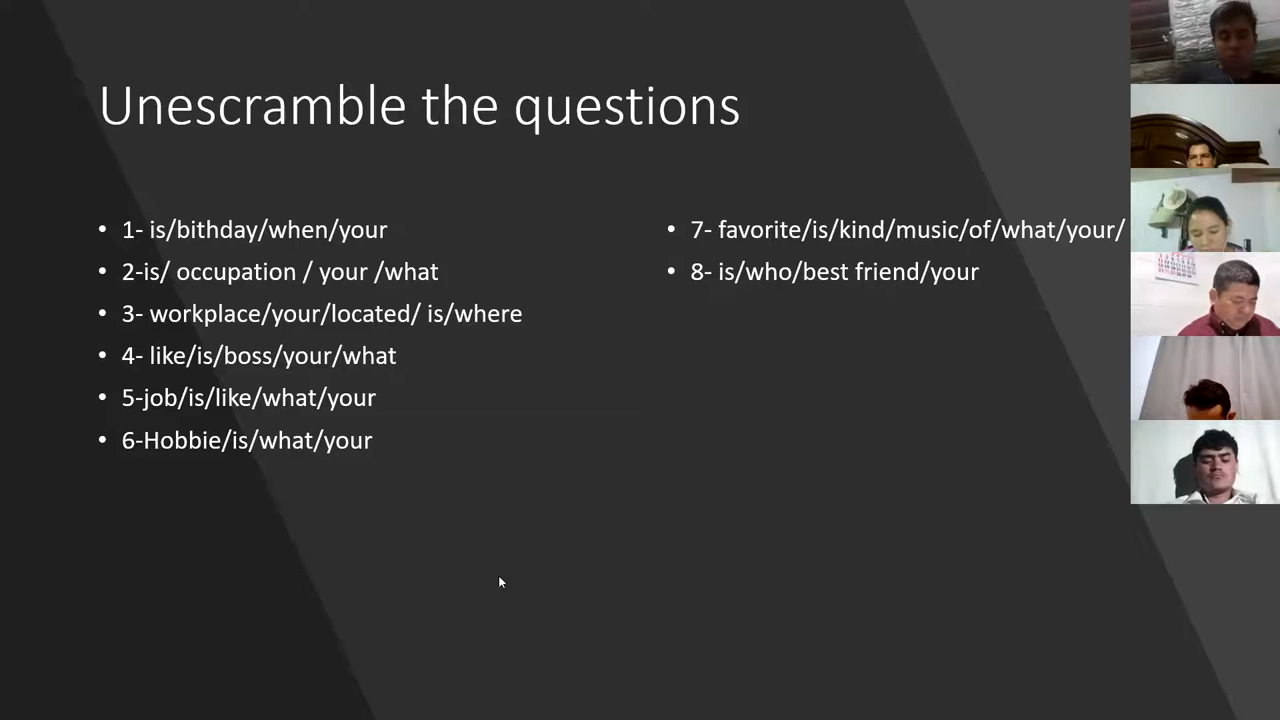 Unescramble the questions
• 1- is/bithday/when/your
• 2-is/ occupation / your /what
• 3- workplace/your/located/ is/where
• 4- like/is/boss/your/what
• 5-job/is/like/what/your
• 6-Hobbie/is/what/your
• 7- favorite/is/kind/music/of/what/your/
• 8- is/who/best friend/your